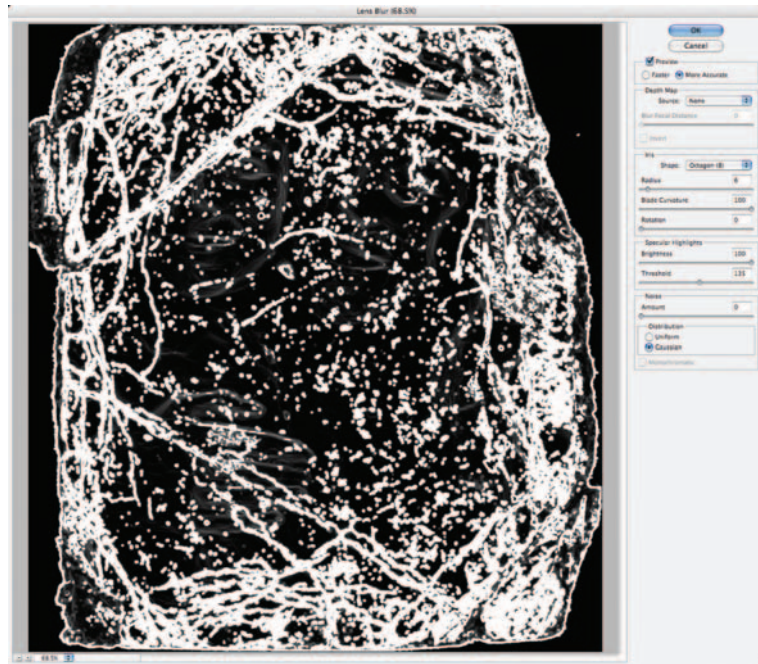 Lens Blur (68.5%)
OK
Cancel
Preview
Faster More Accurate
Depth Map
Source: None
Blur Focal Distance 0
Invert
Iris
Shape: Octagon (8)
Radius 6
Blade Curvature 100
Rotation 0
Specular Highlights
Brightness 100
Threshold 135
Noise
Amount 0
Distribution
Uniform
Gaussian
Monochromatic
68.5%